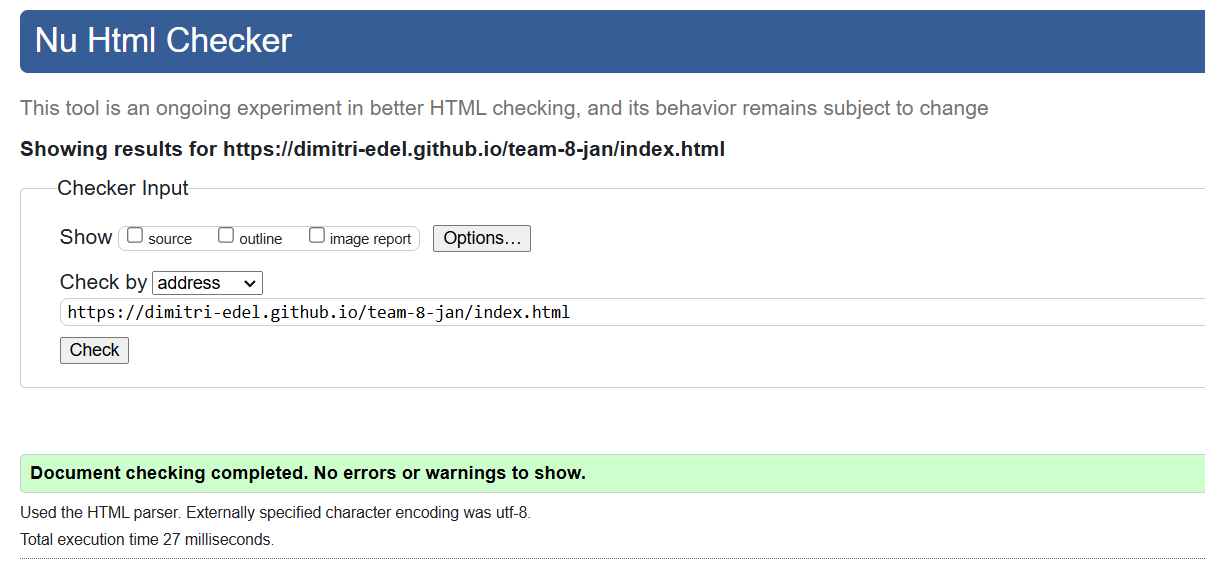 Nu Html Checker
This tool is an ongoing experiment in better HTML checking, and its behavior remains subject to change
Showing results for https://dimitri-edel.github.io/team-8-jan/index.html
Checker Input
Show source outline image report Options...
Check by address
https://dimitri-edel.github.io/team-8-jan/index.html
Check
Document checking completed. No errors or warnings to show.
Used the HTML parser. Externally specified character encoding was utf-8.
Total execution time 27 milliseconds.